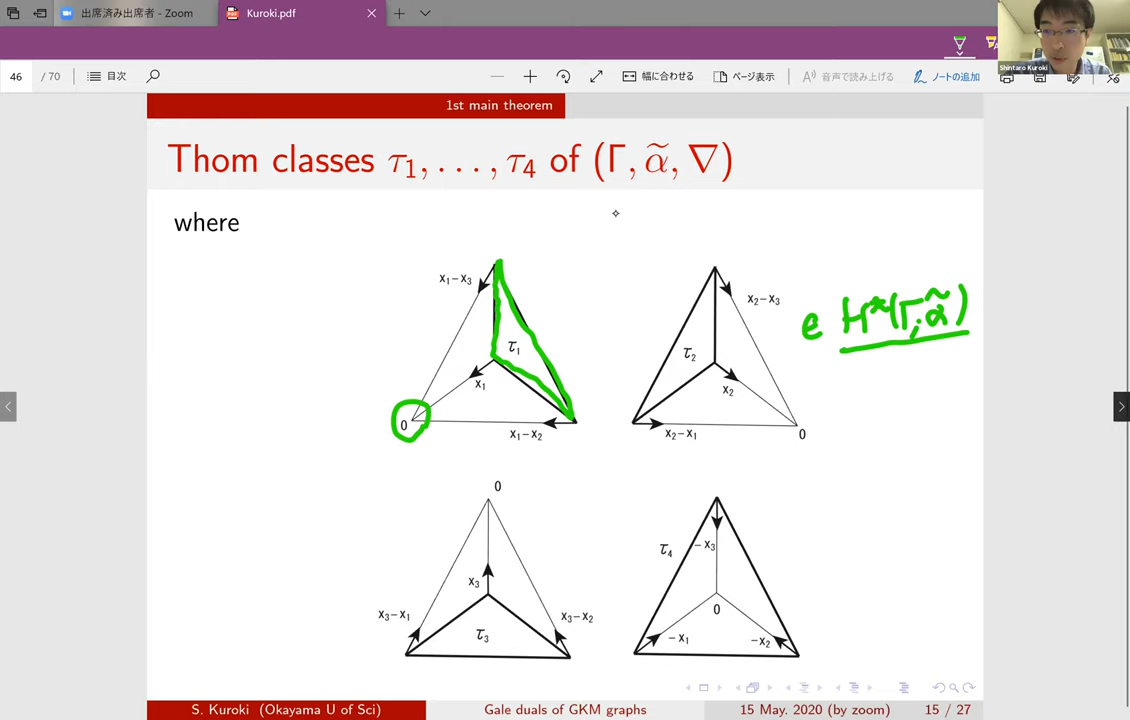 出席済み出席者 - Zoom
Kuroki.pdf
46 / 70
目次
幅に合わせる
ページ表示
音声で読み上げる
ノートの追加
Shintaro Kuroki
1st main theorem
Thom classes τ₁, . . . , τ₄ of (Γ, α̃, ∇)
where
x₁−x₃
τ₁
x₁
0
x₁−x₂
x₂−x₃
τ₂
x₂
x₂−x₁
0
e H*(Γ, α̃)
0
x₃
x₃−x₁
x₃−x₂
τ₃
τ₄
−x₃
0
−x₁
−x₂
S. Kuroki (Okayama U of Sci)
Gale duals of GKM graphs
15 May. 2020 (by zoom)
15 / 27